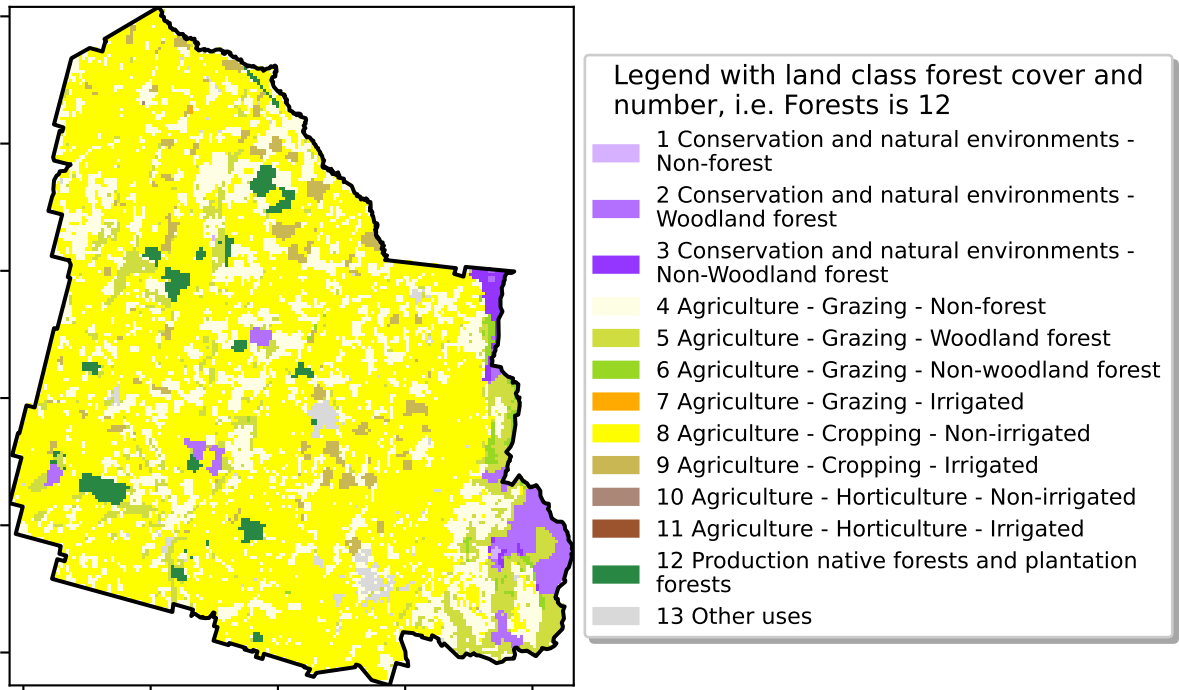 Legend with land class forest cover and
number, i.e. Forests is 12
1 Conservation and natural environments -
Non-forest
2 Conservation and natural environments -
Woodland forest
3 Conservation and natural environments -
Non-Woodland forest
4 Agriculture - Grazing - Non-forest
5 Agriculture - Grazing - Woodland forest
6 Agriculture - Grazing - Non-woodland forest
7 Agriculture - Grazing - Irrigated
8 Agriculture - Cropping - Non-irrigated
9 Agriculture - Cropping - Irrigated
10 Agriculture - Horticulture - Non-irrigated
11 Agriculture - Horticulture - Irrigated
12 Production native forests and plantation
forests
13 Other uses